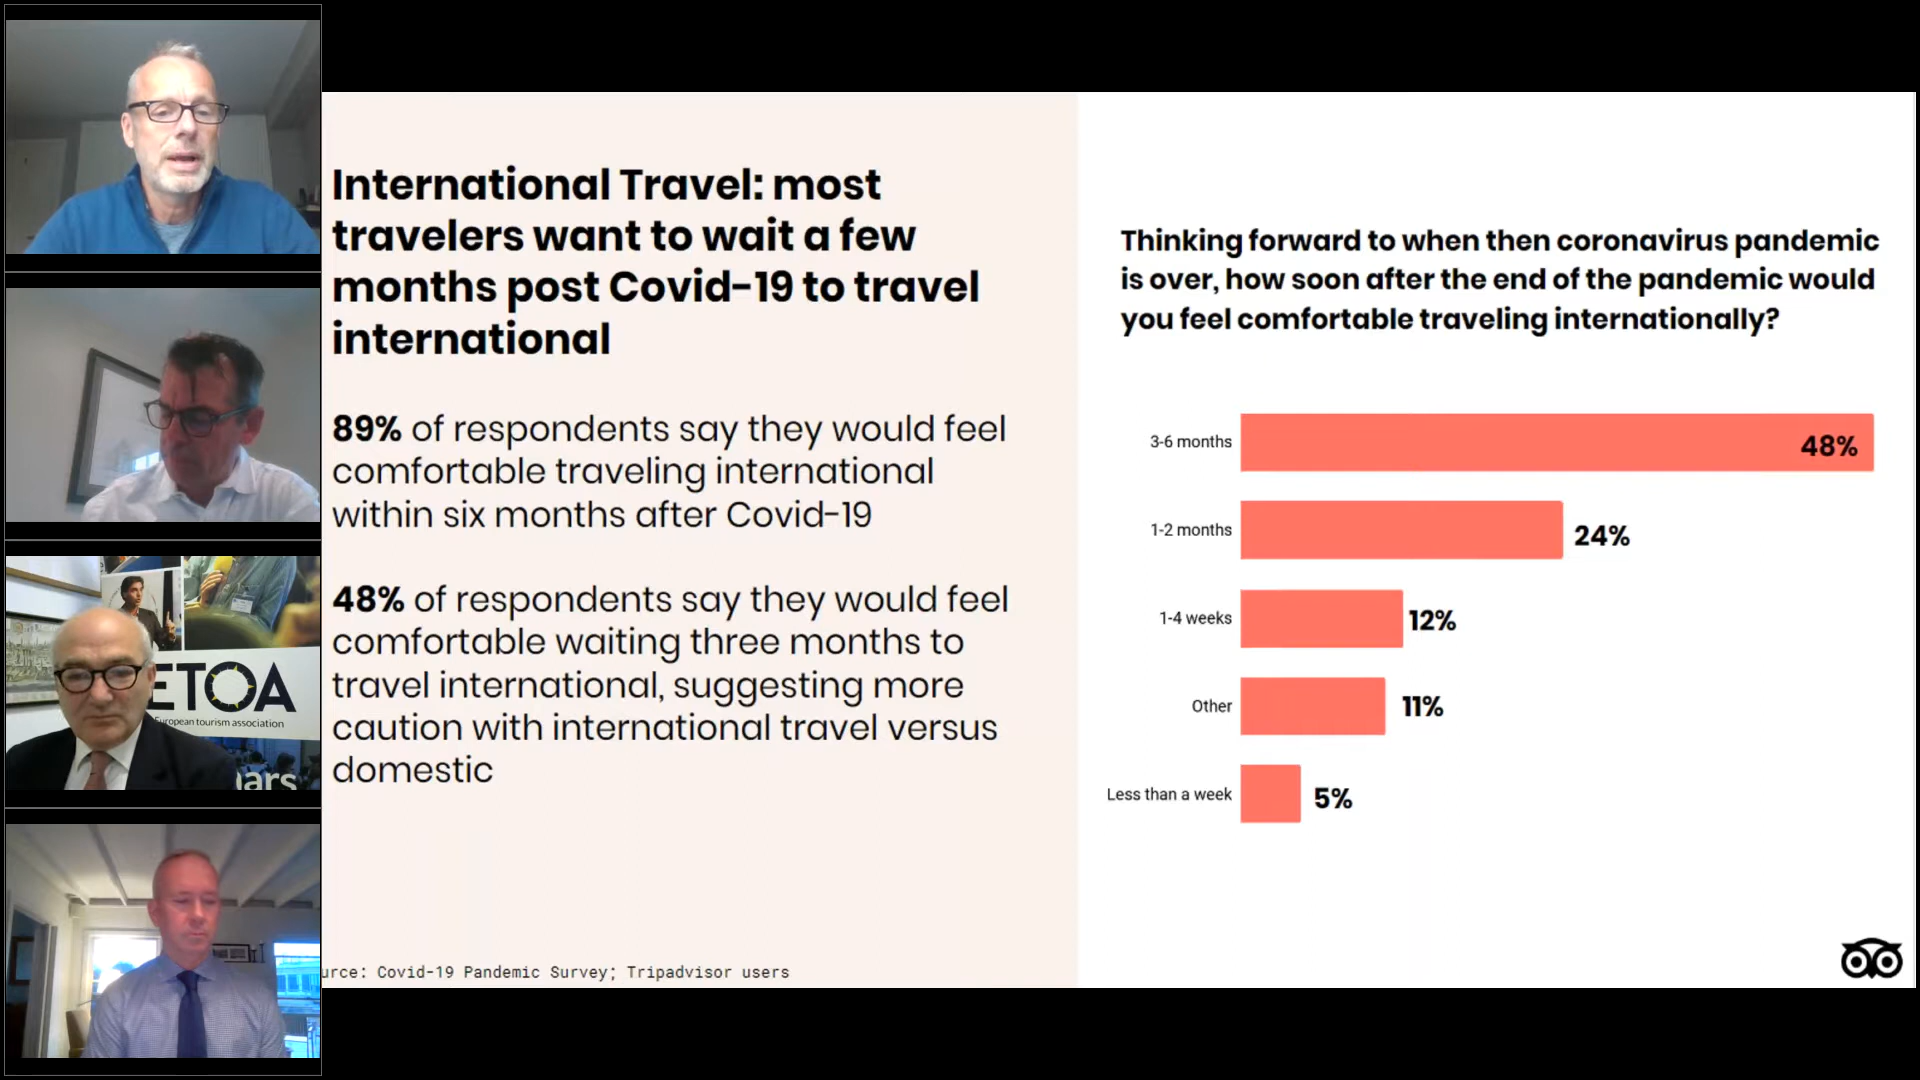 International Travel: most
travelers want to wait a few
months post Covid-19 to travel
international
89% of respondents say they would feel
comfortable traveling international
within six months after Covid-19
48% of respondents say they would feel
comfortable waiting three months to
travel international, suggesting more
caution with international travel versus
domestic
urce: Covid-19 Pandemic Survey; Tripadvisor users
Thinking forward to when then coronavirus pandemic
is over, how soon after the end of the pandemic would
you feel comfortable traveling internationally?
3-6 months 48%
1-2 months 24%
1-4 weeks 12%
Other 11%
Less than a week 5%
ETOA
European tourism association